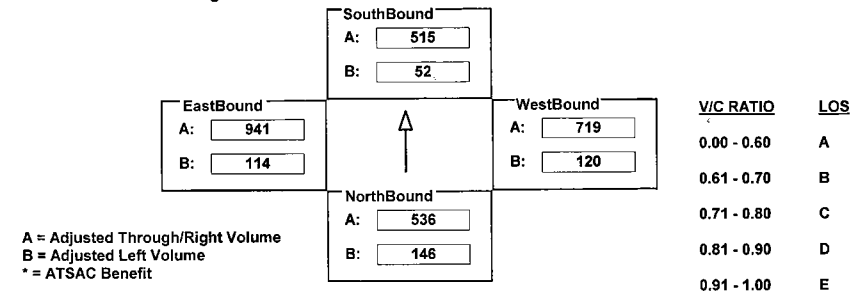 SouthBound
A: 515
B: 52
EastBound
A: 941
B: 114
WestBound
A: 719
B: 120
NorthBound
A: 536
B: 146
A = Adjusted Through/Right Volume
B = Adjusted Left Volume
* = ATSAC Benefit
V/C RATIO LOS
0.00 - 0.60 A
0.61 - 0.70 B
0.71 - 0.80 C
0.81 - 0.90 D
0.91 - 1.00 E